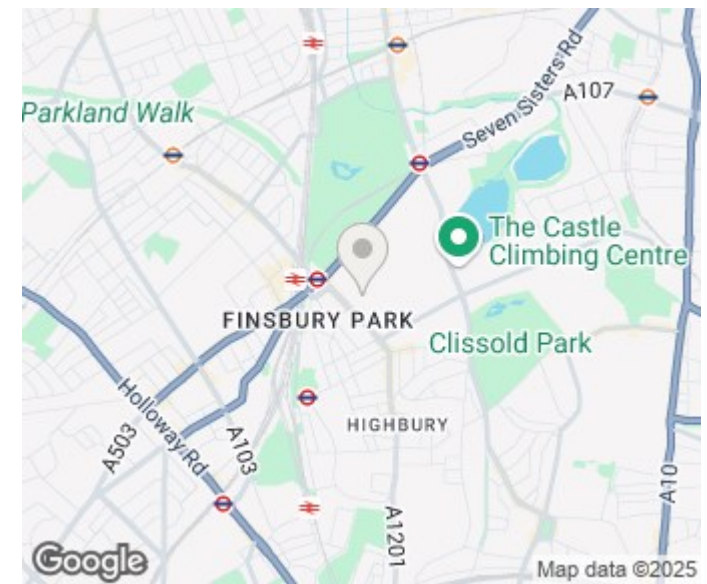 Parkland Walk
A107
Seven Sisters Rd
The Castle
Climbing Centre
FINSBURY PARK
Clissold Park
Holloway Rd
HIGHBURY
A503
A103
A10
A1201
Google
Map data ©2025